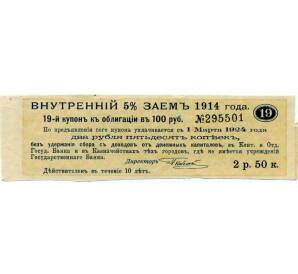 ВНУТРЕННІЙ 5% ЗАЕМЪ 1914 года.
19-й купонъ къ облигаціи въ 100 руб. №295501
19
По предъявленіи сего купона уплачивается съ 1 Марта 1924 года
два рубля пятьдесятъ копѣекъ,
безъ удержанія сбора съ доходовъ отъ денежныхъ капиталовъ, въ Конт. и Отд.
Госуд. Банка и въ Казначействахъ тѣхъ городовъ, гдѣ не имѣется учрежденій
Государственнаго Банка.
Директоръ
2 р. 50 к.
Дѣйствителенъ въ теченіе 10 лѣтъ.